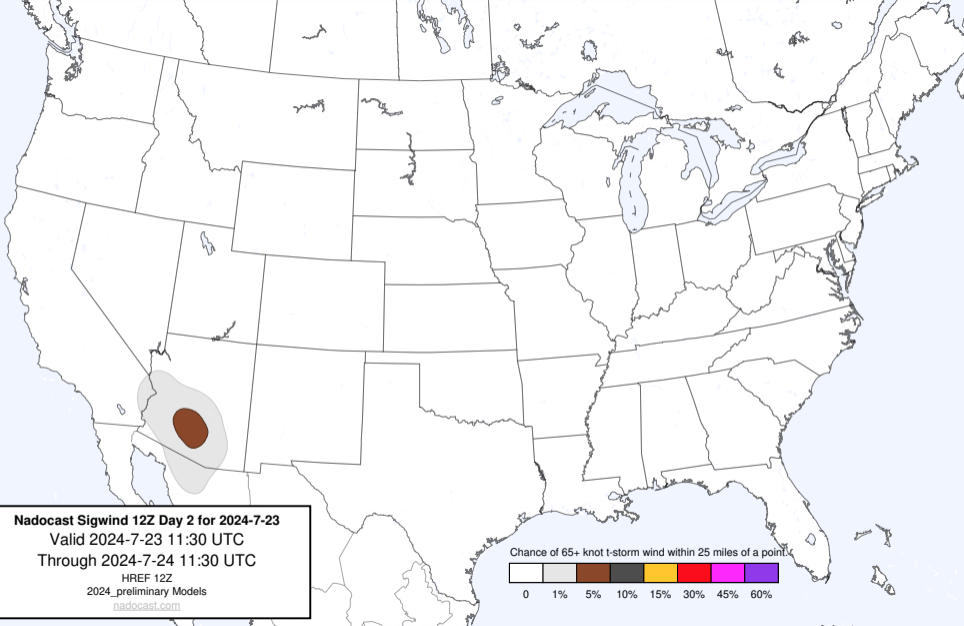 Nadocast Sigwind 12Z Day 2 for 2024-7-23
Valid 2024-7-23 11:30 UTC
Through 2024-7-24 11:30 UTC
HREF 12Z
2024_preliminary Models
nadocast.com
Chance of 65+ knot t-storm wind within 25 miles of a point.
0 1% 5% 10% 15% 30% 45% 60%